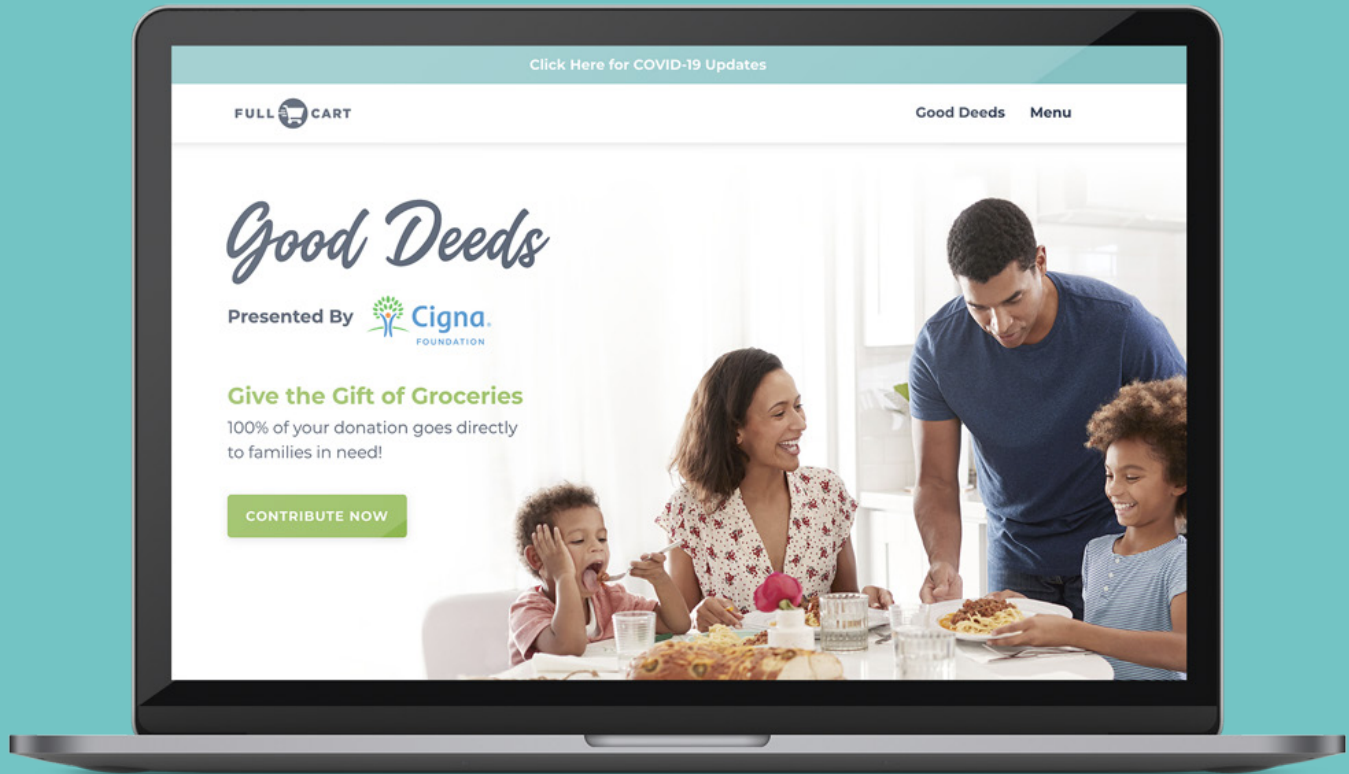 Click Here for COVID-19 Updates
FULL CART
Good Deeds Menu
Good Deeds
Presented By Cigna.
FOUNDATION
Give the Gift of Groceries
100% of your donation goes directly
to families in need!
CONTRIBUTE NOW